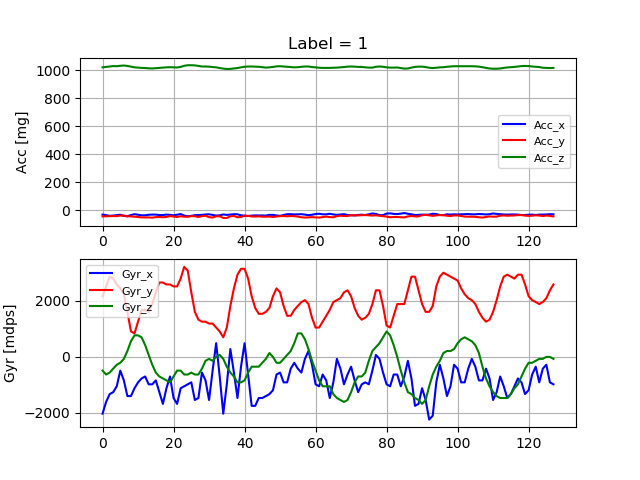 Label = 1
Acc [mg]
1000
800
600
400
200
0
Acc_x
Acc_y
Acc_z
0 20 40 60 80 100 120
Gyr [mdps]
2000
0
−2000
Gyr_x
Gyr_y
Gyr_z
0 20 40 60 80 100 120